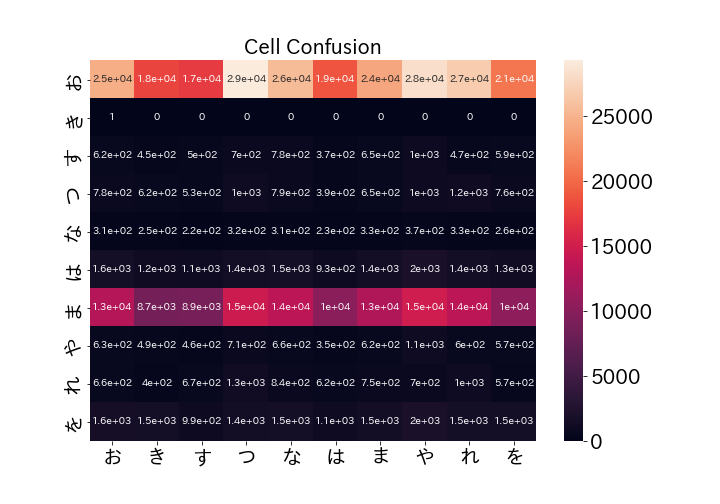 Cell Confusion
お 2.5e+04 1.8e+04 1.7e+04 2.9e+04 2.6e+04 1.9e+04 2.4e+04 2.8e+04 2.7e+04 2.1e+04
き 1 0 0 0 0 0 0 0 0 0
す 6.2e+02 4.5e+02 5e+02 7e+02 7.8e+02 3.7e+02 6.5e+02 1e+03 4.7e+02 5.9e+02
つ 7.8e+02 6.2e+02 5.3e+02 1e+03 7.9e+02 3.9e+02 6.5e+02 1e+03 1.2e+03 7.6e+02
な 3.1e+02 2.5e+02 2.2e+02 3.2e+02 3.1e+02 2.3e+02 3.3e+02 3.7e+02 3.3e+02 2.6e+02
は 1.6e+03 1.2e+03 1.1e+03 1.4e+03 1.5e+03 9.3e+02 1.4e+03 2e+03 1.4e+03 1.3e+03
ま 1.3e+04 8.7e+03 8.9e+03 1.5e+04 1.4e+04 1e+04 1.3e+04 1.5e+04 1.4e+04 1e+04
や 6.3e+02 4.9e+02 4.6e+02 7.1e+02 6.6e+02 3.5e+02 6.2e+02 1.1e+03 6e+02 5.7e+02
れ 6.6e+02 4e+02 6.7e+02 1.3e+03 8.4e+02 6.2e+02 7.5e+02 7e+02 1e+03 5.7e+02
を 1.6e+03 1.5e+03 9.9e+02 1.4e+03 1.5e+03 1.1e+03 1.5e+03 2e+03 1.5e+03 1.5e+03
お き す つ な は ま や れ を
25000
20000
15000
10000
5000
0